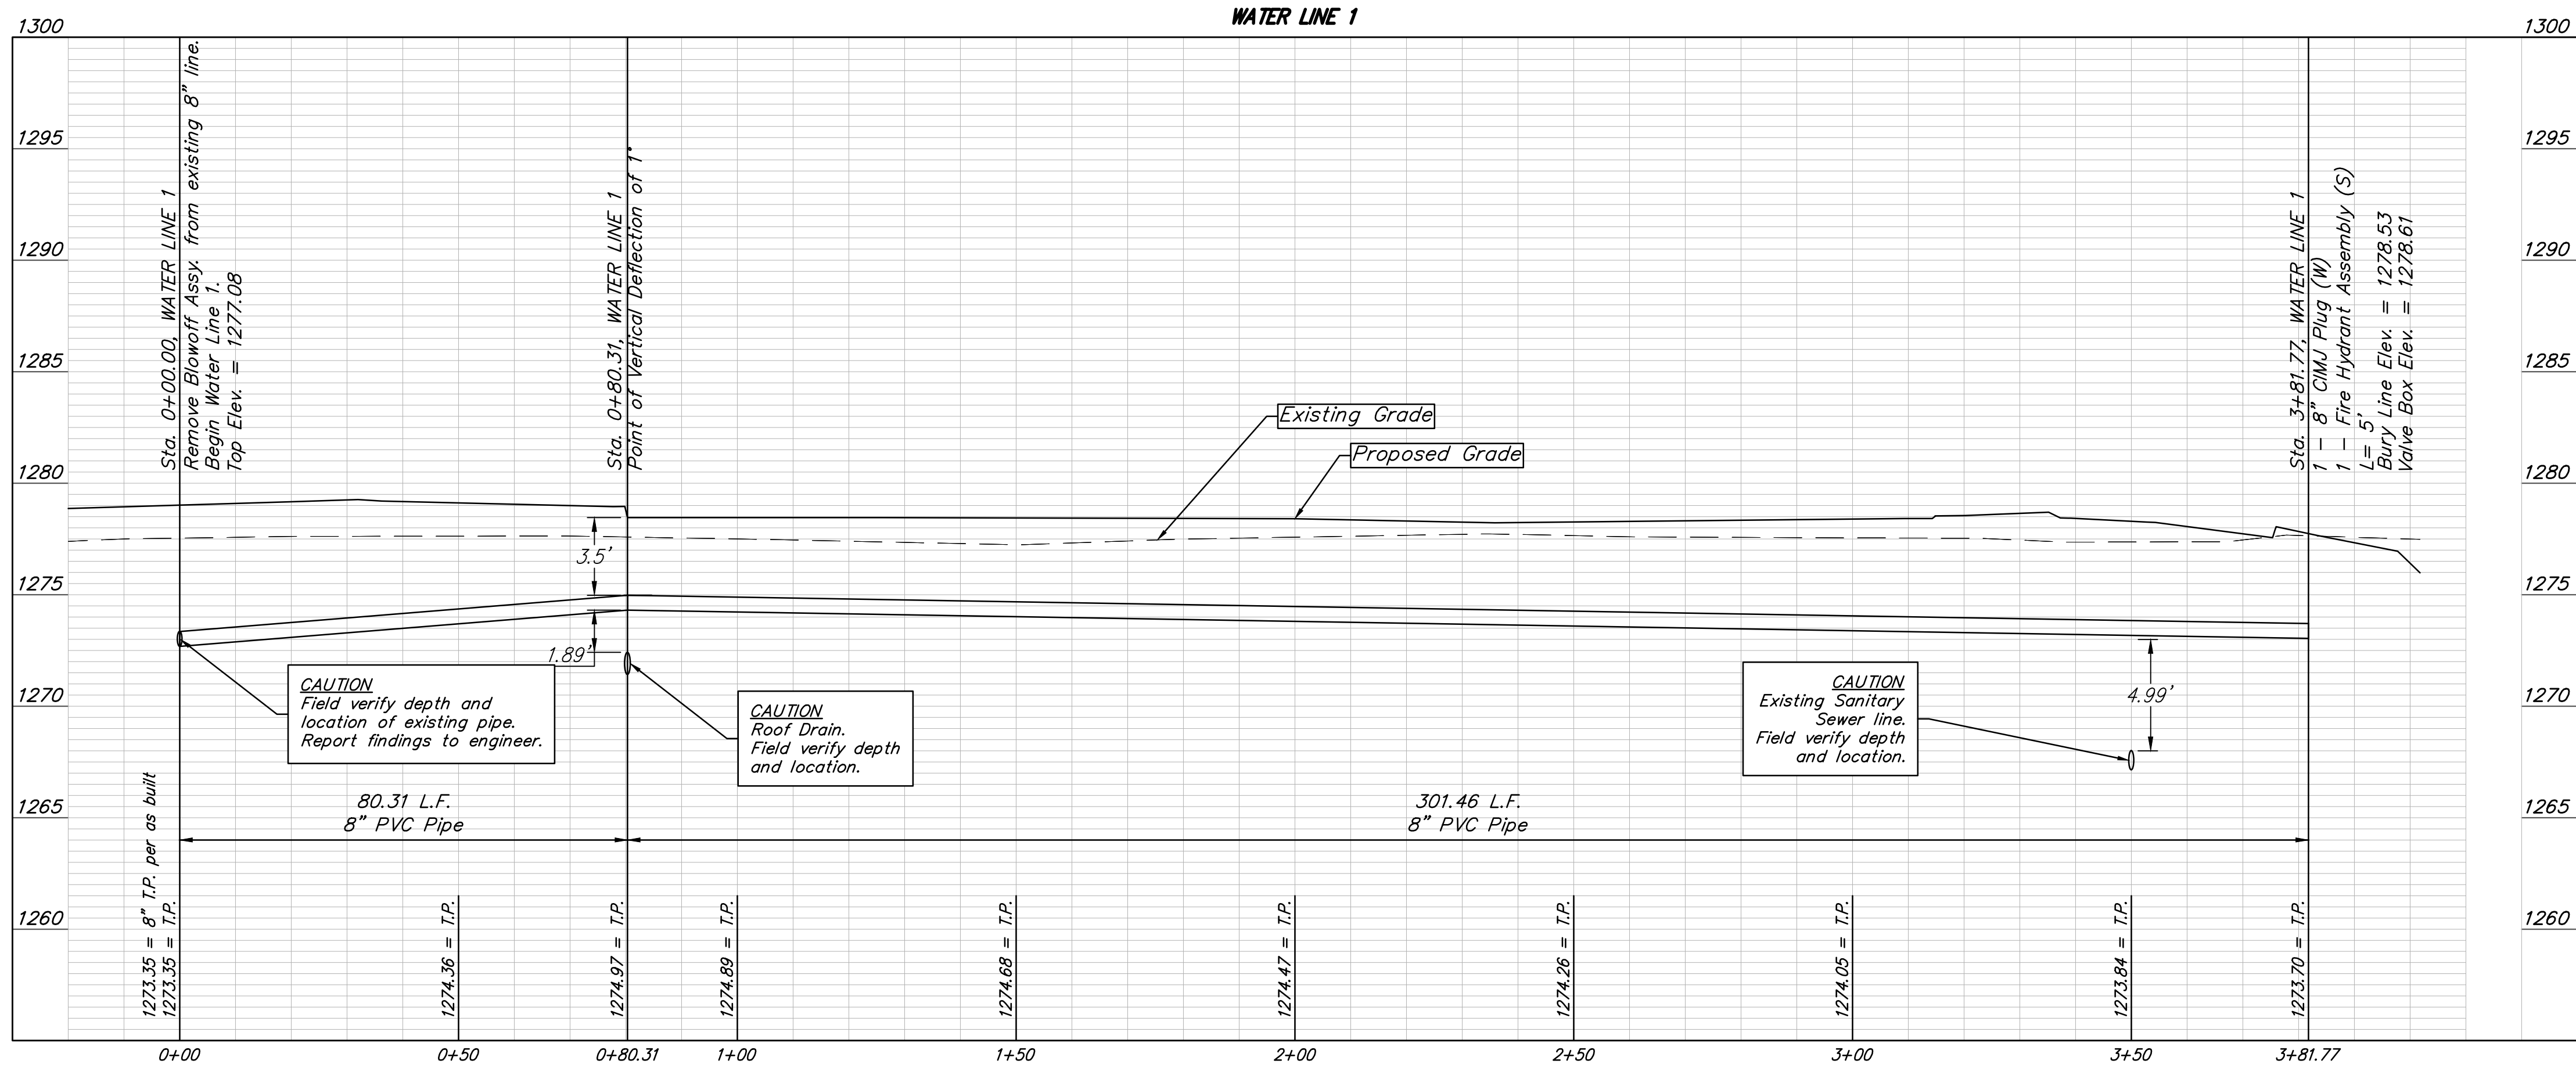 WATER LINE 1
1300
1295
1290
1285
1280
1275
1270
1265
1260
1300
1295
1290
1285
1280
1275
1270
1265
1260
Sta. 0+00.00, WATER LINE 1
Remove Blowoff Assy. from existing 8" line.
Begin Water Line 1.
Top Elev. = 1277.08
Sta. 0+80.31, WATER LINE 1
Point of Vertical Deflection of 1°
Sta. 3+81.77, WATER LINE 1
1 - 8" CIMJ Plug (W)
1 - Fire Hydrant Assembly (S)
L= 5'
Bury Line Elev. = 1278.53
Valve Box Elev. = 1278.61
Existing Grade
Proposed Grade
3.5'
1.89'
4.99'
CAUTION
Field verify depth and
location of existing pipe.
Report findings to engineer.
CAUTION
Roof Drain.
Field verify depth
and location.
CAUTION
Existing Sanitary
Sewer line.
Field verify depth
and location.
80.31 L.F.
8" PVC Pipe
301.46 L.F.
8" PVC Pipe
1273.35 = 8" T.P. per as built
1273.35 = T.P.
1274.36 = T.P.
1274.97 = T.P.
1274.89 = T.P.
1274.68 = T.P.
1274.47 = T.P.
1274.26 = T.P.
1274.05 = T.P.
1273.84 = T.P.
1273.70 = T.P.
0+00
0+50
0+80.31
1+00
1+50
2+00
2+50
3+00
3+50
3+81.77